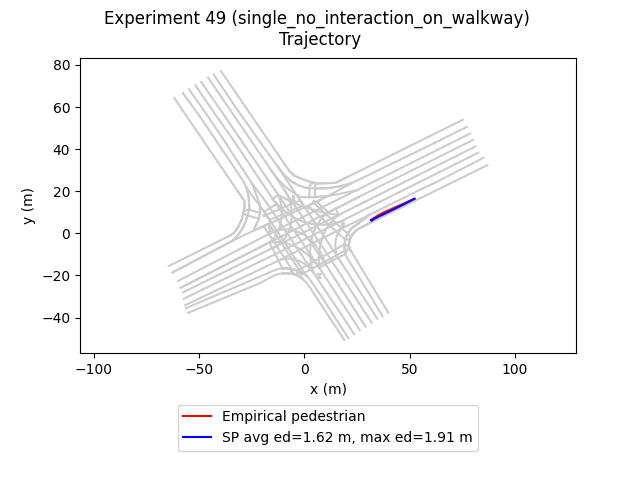 Experiment 49 (single_no_interaction_on_walkway)
Trajectory
80
60
40
20
0
−20
−40
y (m)
−100
−50
0
50
100
x (m)
Empirical pedestrian
SP avg ed=1.62 m, max ed=1.91 m